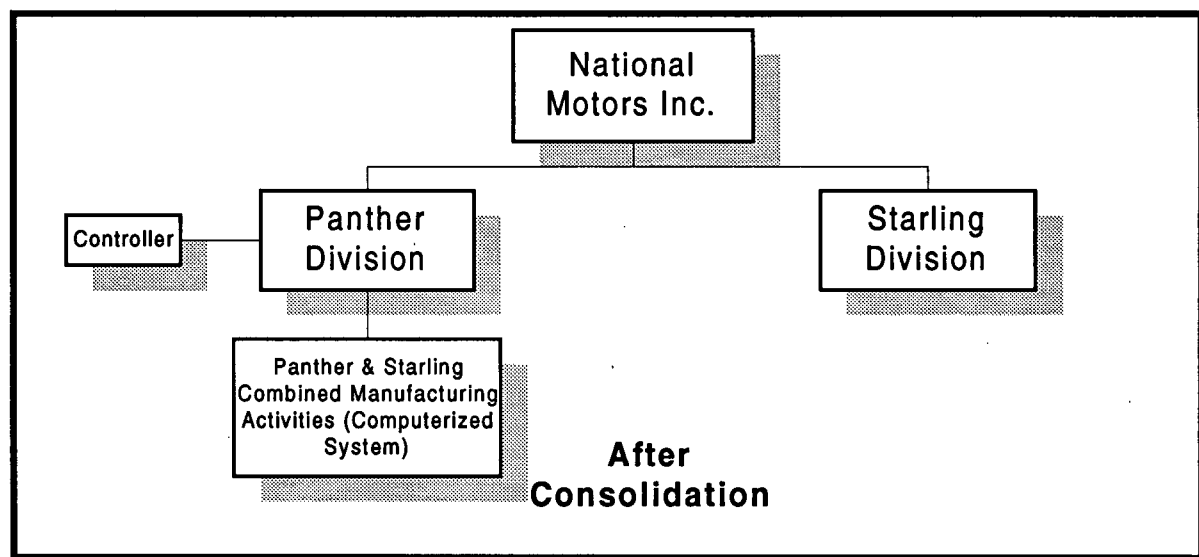 National
Motors Inc.
Controller
Panther
Division
Starling
Division
Panther & Starling
Combined Manufacturing
Activities (Computerized
System)
After
Consolidation